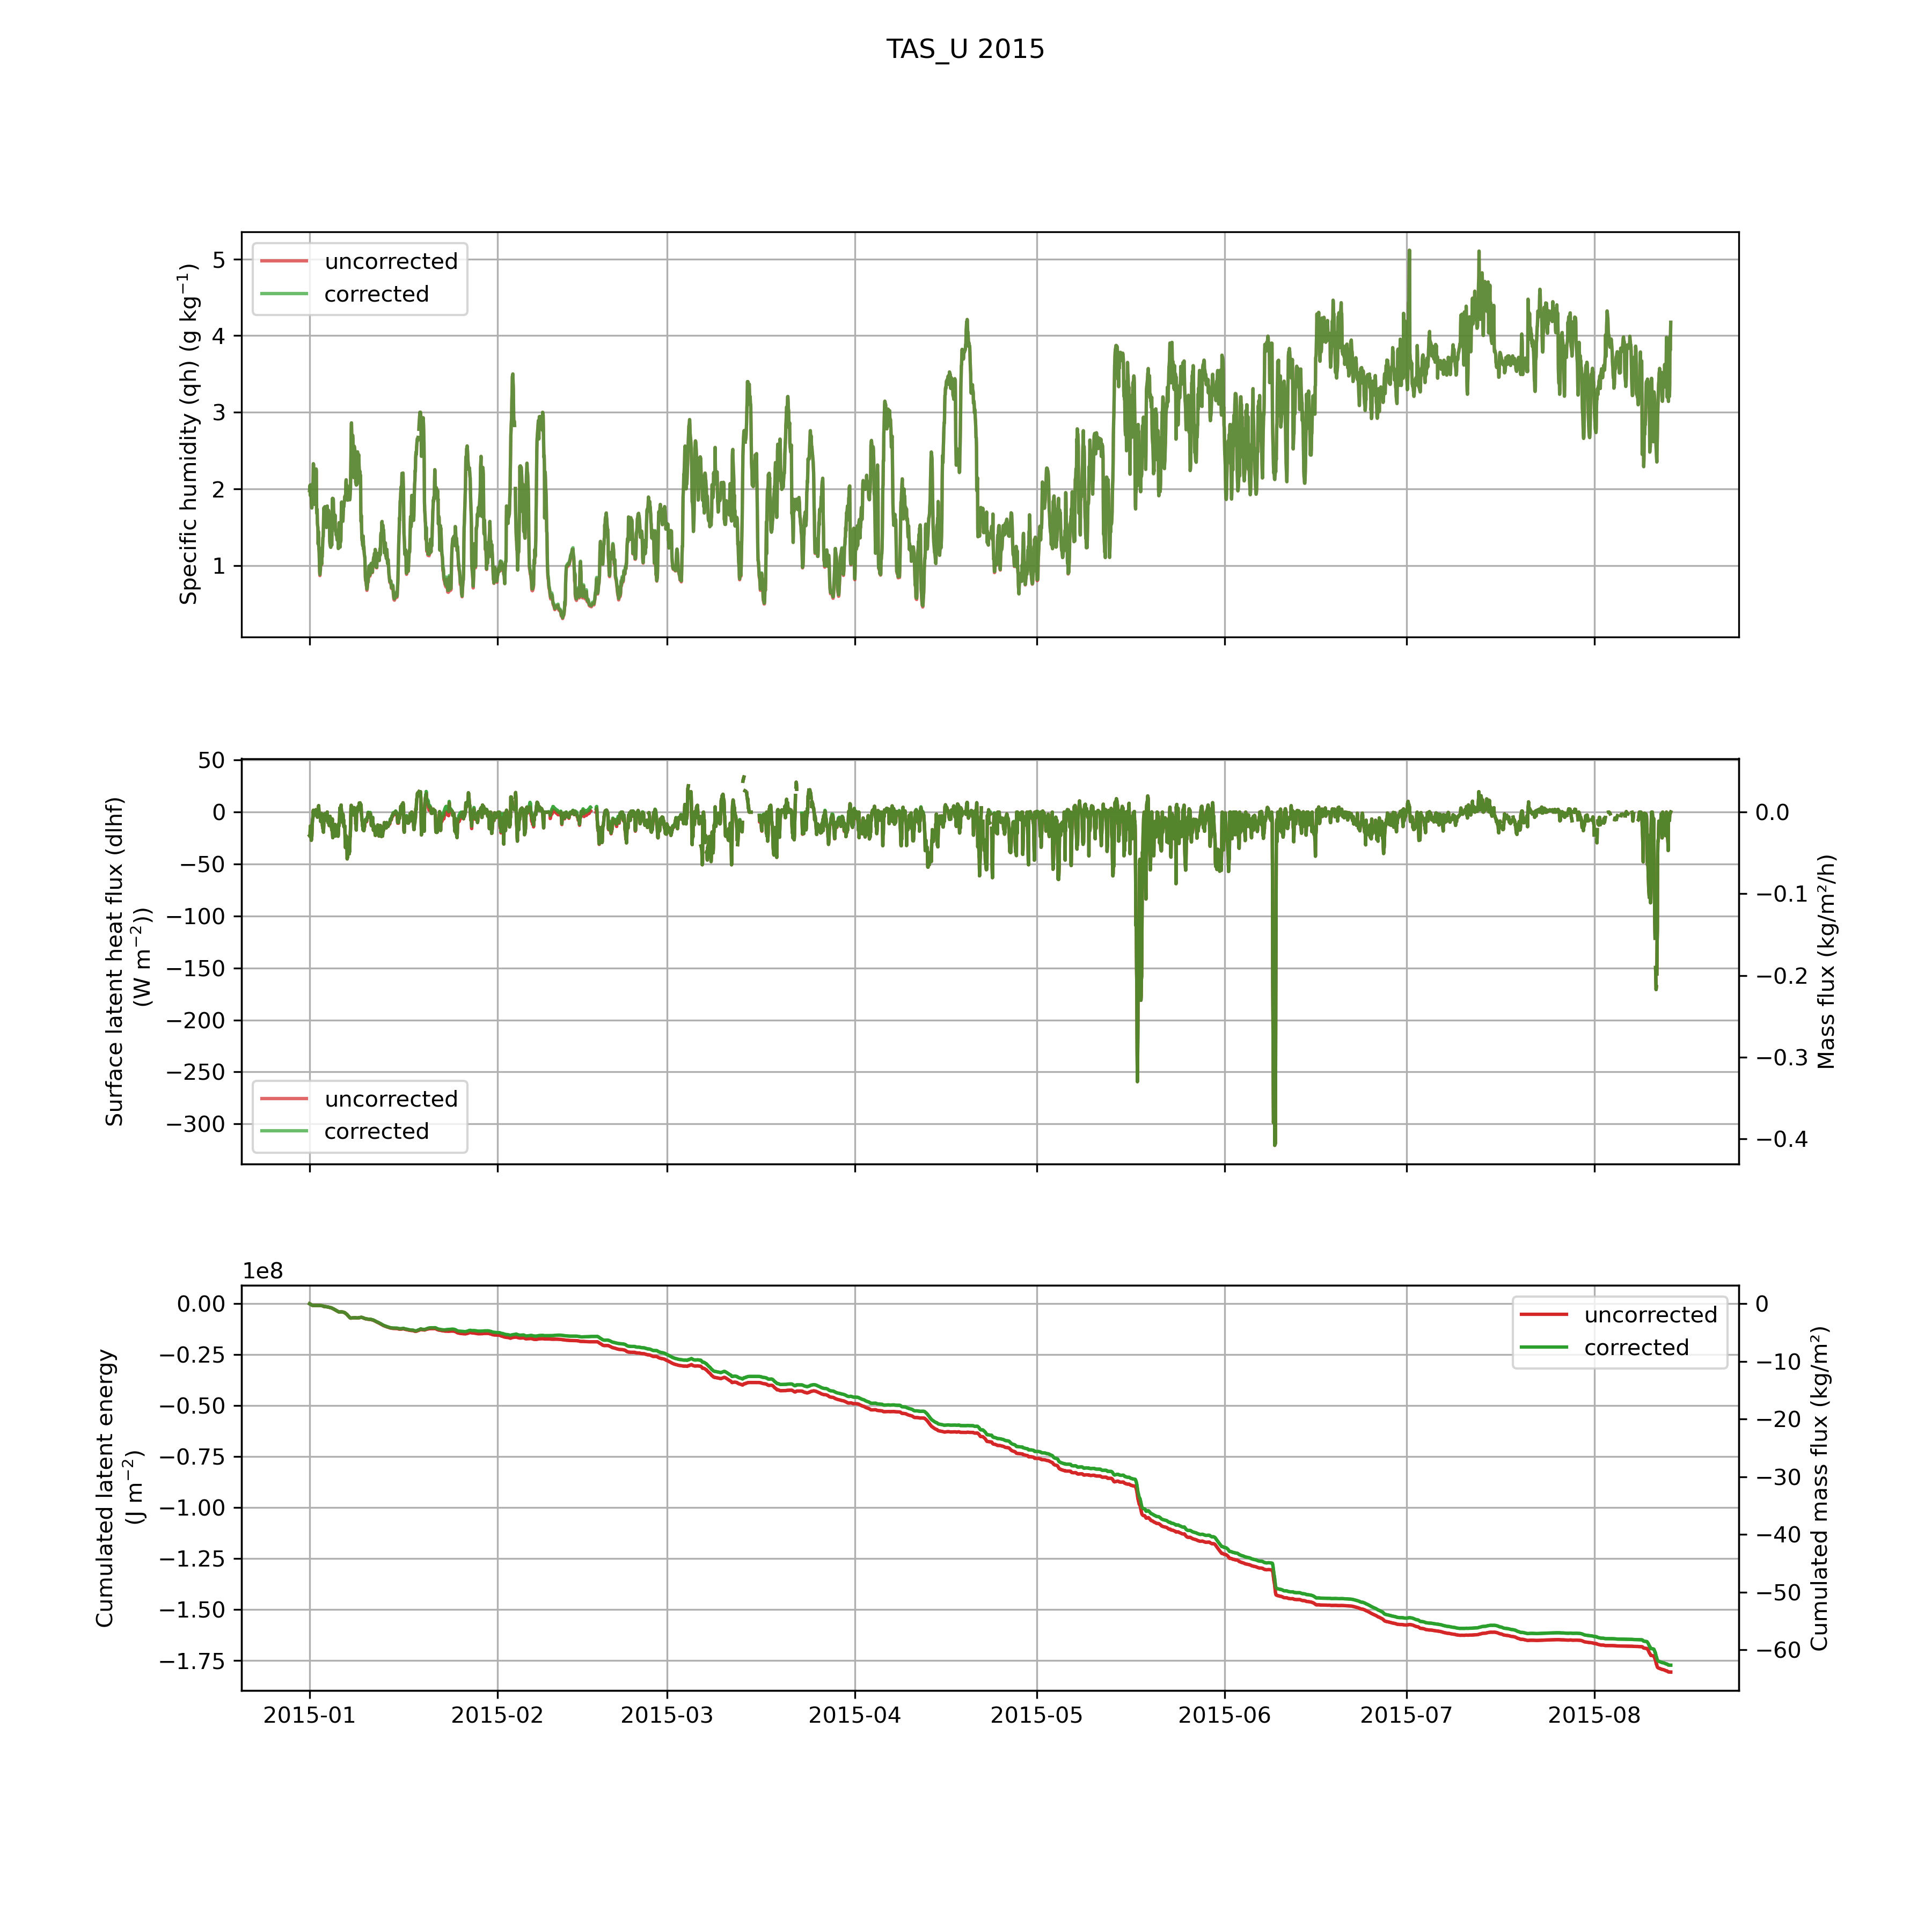 TAS_U 2015
Specific humidity (qh) (g kg⁻¹)
5
4
3
2
1
uncorrected
corrected
Surface latent heat flux (dlhf)
(W m⁻²))
50
0
−50
−100
−150
−200
−250
−300
uncorrected
corrected
0.0
−0.1
−0.2
−0.3
−0.4
Mass flux (kg/m²/h)
1e8
Cumulated latent energy
(J m⁻²)
0.00
−0.25
−0.50
−0.75
−1.00
−1.25
−1.50
−1.75
uncorrected
corrected
0
−10
−20
−30
−40
−50
−60
Cumulated mass flux (kg/m²)
2015-01 2015-02 2015-03 2015-04 2015-05 2015-06 2015-07 2015-08